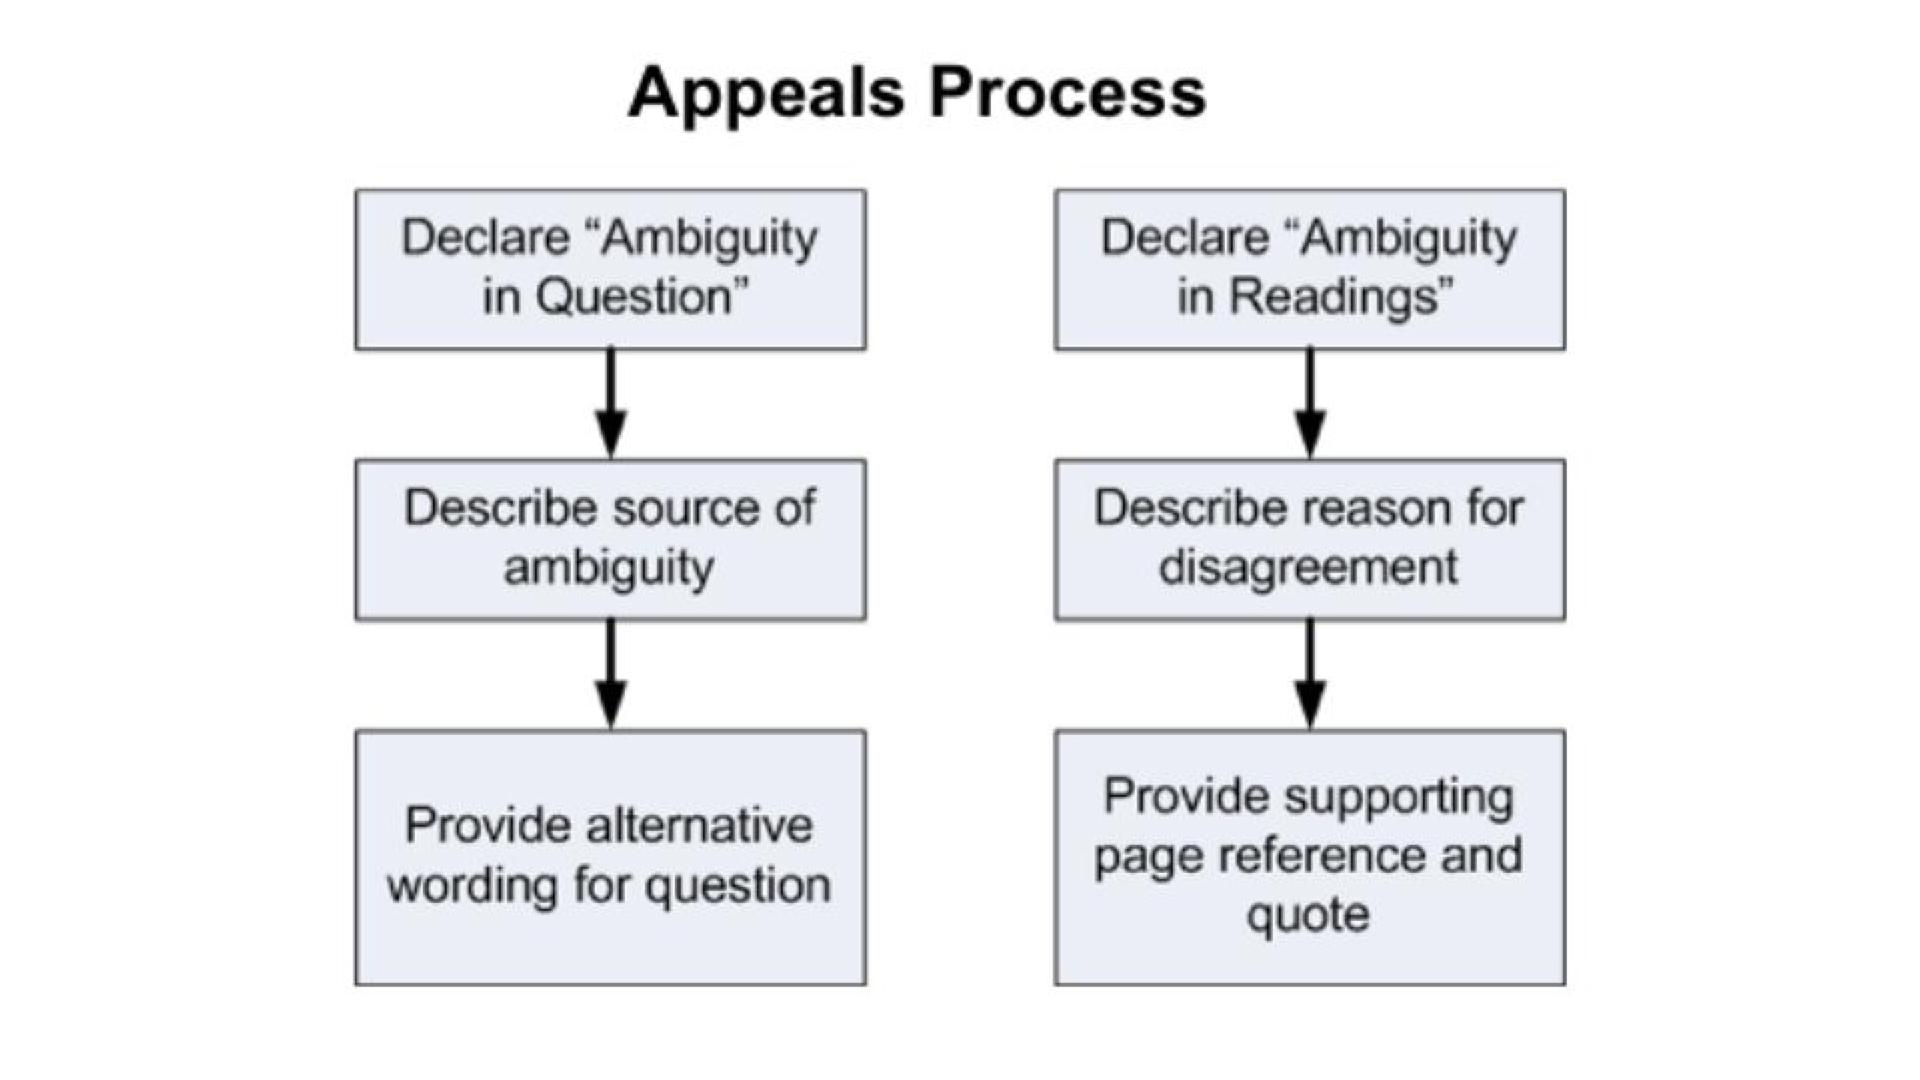 Appeals Process
Declare “Ambiguity
in Question”
Describe source of
ambiguity
Provide alternative
wording for question
Declare “Ambiguity
in Readings”
Describe reason for
disagreement
Provide supporting
page reference and
quote